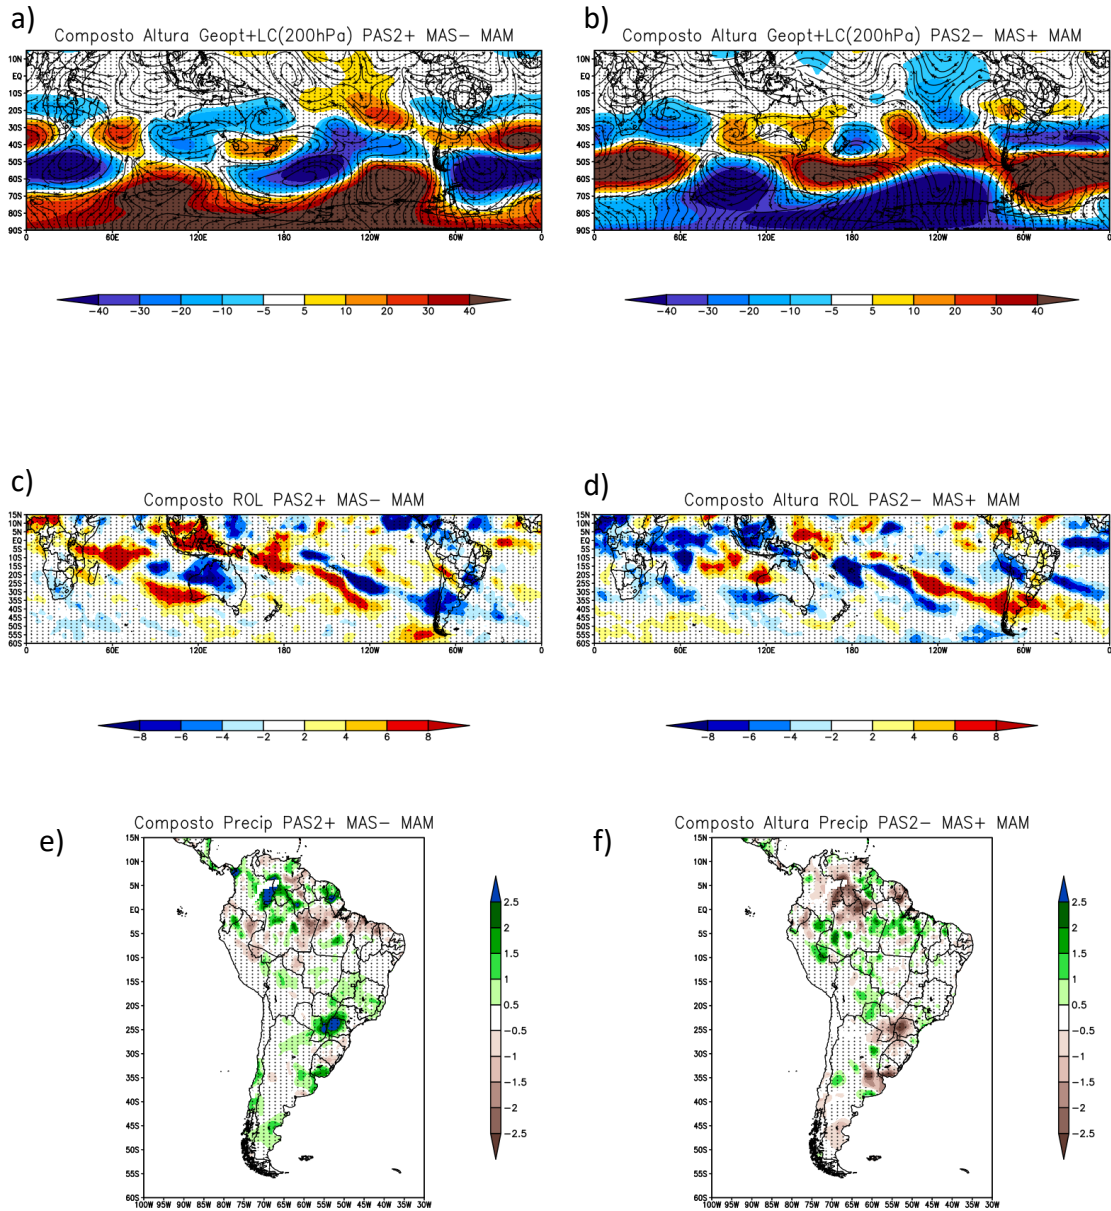 a)
Composto Altura Geopt+LC(200hPa) PAS2+ MAS− MAM
10N
EQ
10S
20S
30S
40S
50S
60S
70S
80S
90S
0 60E 120E 180 120W 60W 0
−40 −30 −20 −10 −5 5 10 20 30 40
b)
Composto Altura Geopt+LC(200hPa) PAS2− MAS+ MAM
10N
EQ
10S
20S
30S
40S
50S
60S
70S
80S
90S
0 60E 120E 180 120W 60W 0
−40 −30 −20 −10 −5 5 10 20 30 40
c)
Composto ROL PAS2+ MAS− MAM
15N
10N
5N
EQ
5S
10S
15S
20S
25S
30S
35S
40S
45S
50S
55S
60S
0 60E 120E 180 120W 60W 0
−8 −6 −4 −2 2 4 6 8
d)
Composto Altura ROL PAS2− MAS+ MAM
15N
10N
5N
EQ
5S
10S
15S
20S
25S
30S
35S
40S
45S
50S
55S
60S
0 60E 120E 180 120W 60W 0
−8 −6 −4 −2 2 4 6 8
e)
Composto Precip PAS2+ MAS− MAM
15N
10N
5N
EQ
5S
10S
15S
20S
25S
30S
35S
40S
45S
50S
55S
60S
100W 95W 90W 85W 80W 75W 70W 65W 60W 55W 50W 45W 40W 35W 30W
2.5
2
1.5
1
0.5
−0.5
−1
−1.5
−2
−2.5
f)
Composto Altura Precip PAS2− MAS+ MAM
15N
10N
5N
EQ
5S
10S
15S
20S
25S
30S
35S
40S
45S
50S
55S
60S
100W 95W 90W 85W 80W 75W 70W 65W 60W 55W 50W 45W 40W 35W 30W
2.5
2
1.5
1
0.5
−0.5
−1
−1.5
−2
−2.5